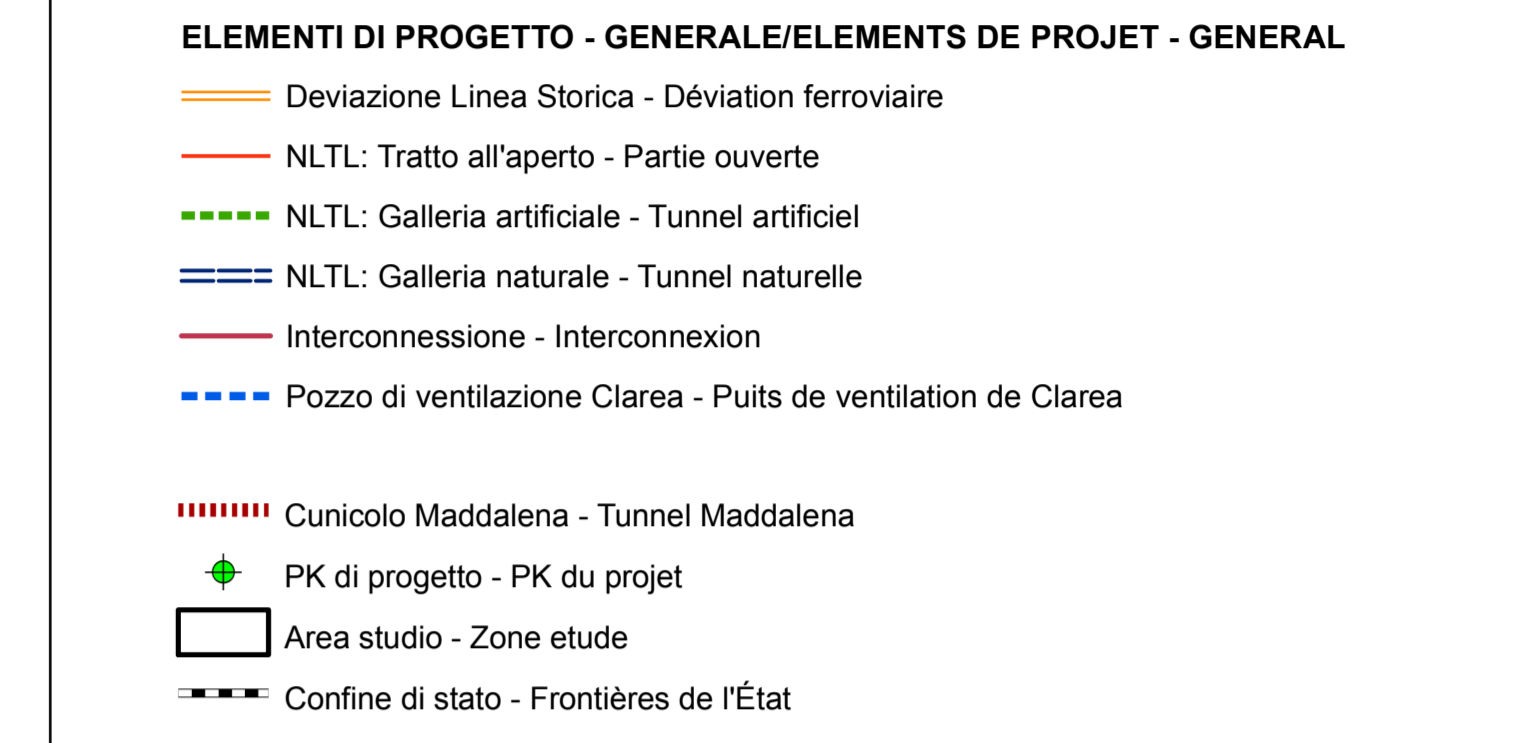 ELEMENTI DI PROGETTO - GENERALE/ELEMENTS DE PROJET - GENERAL
Deviazione Linea Storica - Déviation ferroviaire
NLTL: Tratto all'aperto - Partie ouverte
NLTL: Galleria artificiale - Tunnel artificiel
NLTL: Galleria naturale - Tunnel naturelle
Interconnessione - Interconnexion
Pozzo di ventilazione Clarea - Puits de ventilation de Clarea
Cunicolo Maddalena - Tunnel Maddalena
PK di progetto - PK du projet
Area studio - Zone etude
Confine di stato - Frontières de l'État